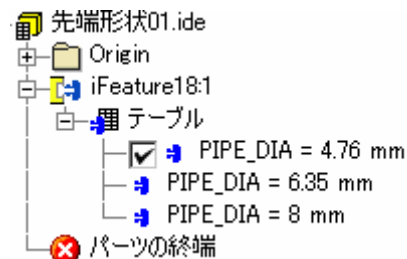 先端形状01.ide
Origin
iFeature18:1
テーブル
PIPE_DIA = 4.76 mm
PIPE_DIA = 6.35 mm
PIPE_DIA = 8 mm
パーツの終端